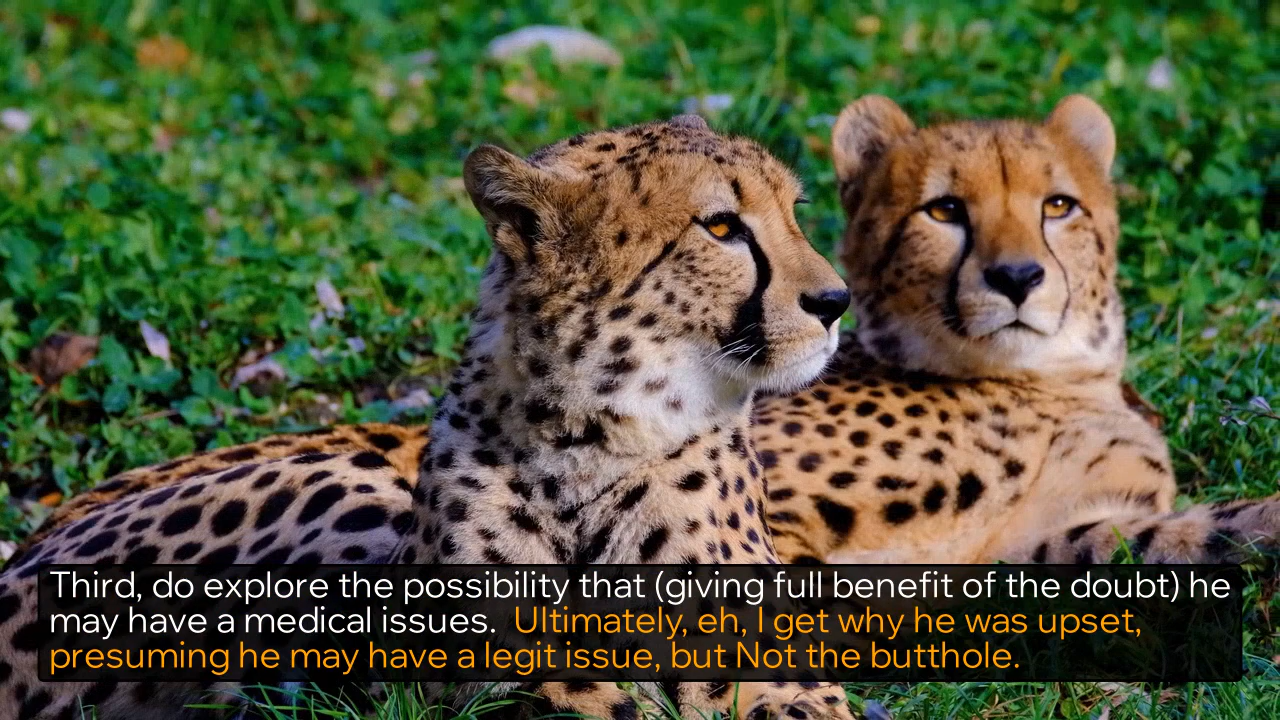 Third, do explore the possibility that (giving full benefit of the doubt) he
may have a medical issues.  Ultimately, eh, I get why he was upset,
presuming he may have a legit issue, but Not the butthole.